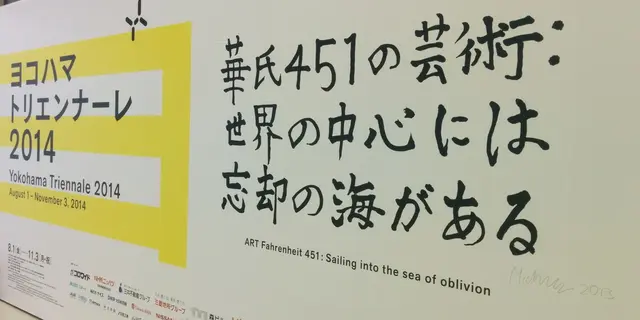 ヨコハマ
トリエンナーレ
2014
Yokohama Triennale 2014
August 1 - November 3, 2014
華氏451の芸術:
世界の中心には
忘却の海がある
ART Fahrenheit 451: Sailing into the sea of oblivion
2013